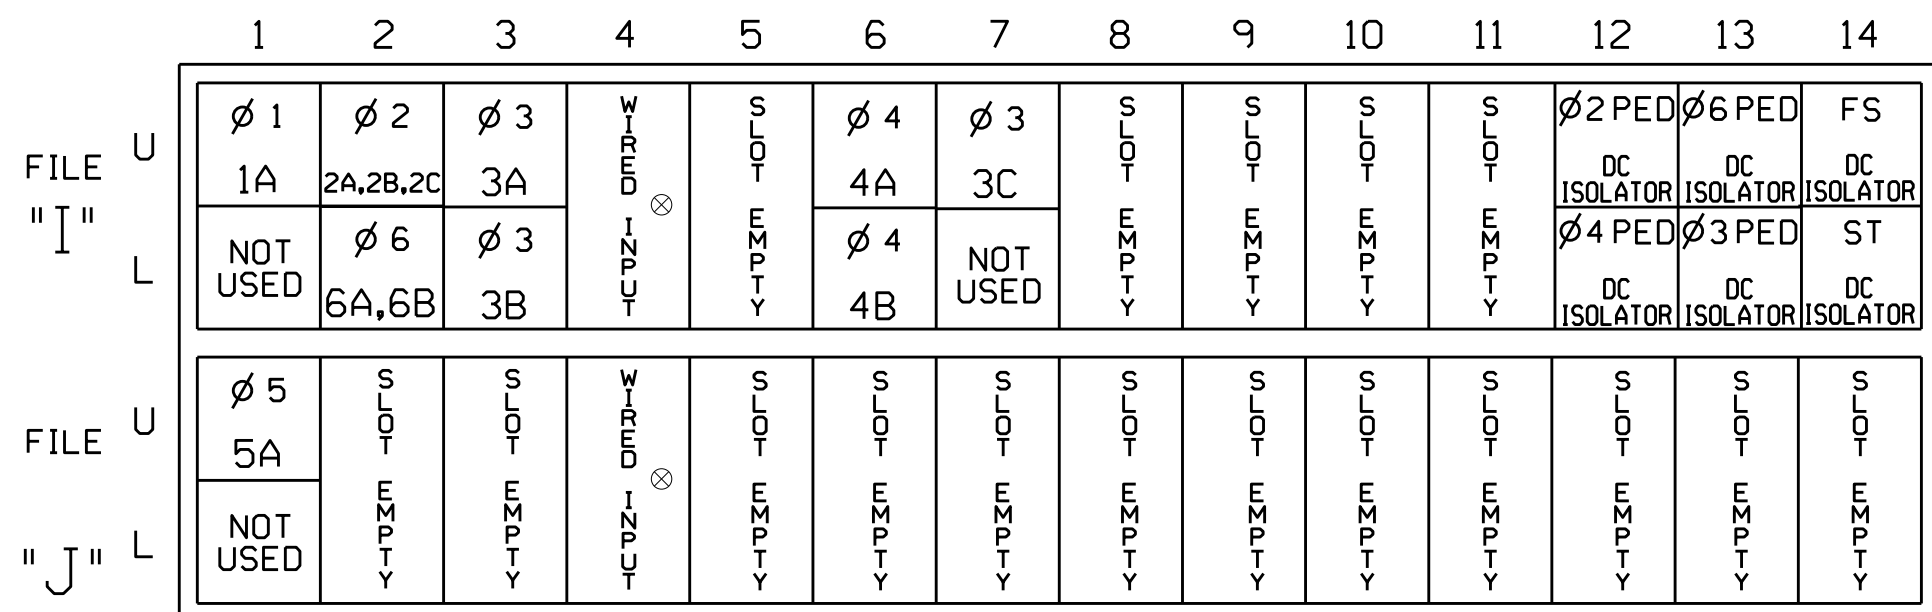 1 2 3 4 5 6 7 8 9 10 11 12 13 14
FILE "I"
U
L
Ø 1
1A
NOT
USED
Ø 2
2A,2B,2C
Ø 6
6A,6B
Ø 3
3A
Ø 3
3B
WIRED INPUT
SLOT EMPTY
Ø 4
4A
Ø 4
4B
Ø 3
3C
NOT
USED
SLOT EMPTY
SLOT EMPTY
SLOT EMPTY
SLOT EMPTY
Ø2 PED
DC
ISOLATOR
Ø4 PED
DC
ISOLATOR
Ø6 PED
DC
ISOLATOR
Ø3 PED
DC
ISOLATOR
FS
DC
ISOLATOR
ST
DC
ISOLATOR
FILE "J"
U
L
Ø 5
5A
NOT
USED
SLOT EMPTY
SLOT EMPTY
WIRED INPUT
SLOT EMPTY
SLOT EMPTY
SLOT EMPTY
SLOT EMPTY
SLOT EMPTY
SLOT EMPTY
SLOT EMPTY
SLOT EMPTY
SLOT EMPTY
SLOT EMPTY